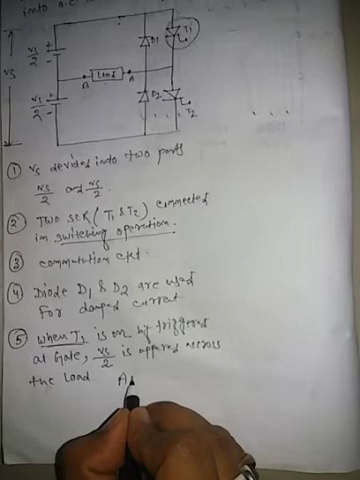 into A.C
T1
D1
Vs/2
+
-
Vs
Load
B A
Vs/2
+
-
D2
T2
① Vs devided into two parts
Vs/2 and Vs/2.
② Two SCR (T1 & T2) connected
in switching operation.
③ commutation ckt
④ Diode D1 & D2 are used
for damped current
⑤ when T1 is on by triggered
at Gate, Vs/2 is appered across
the Load A